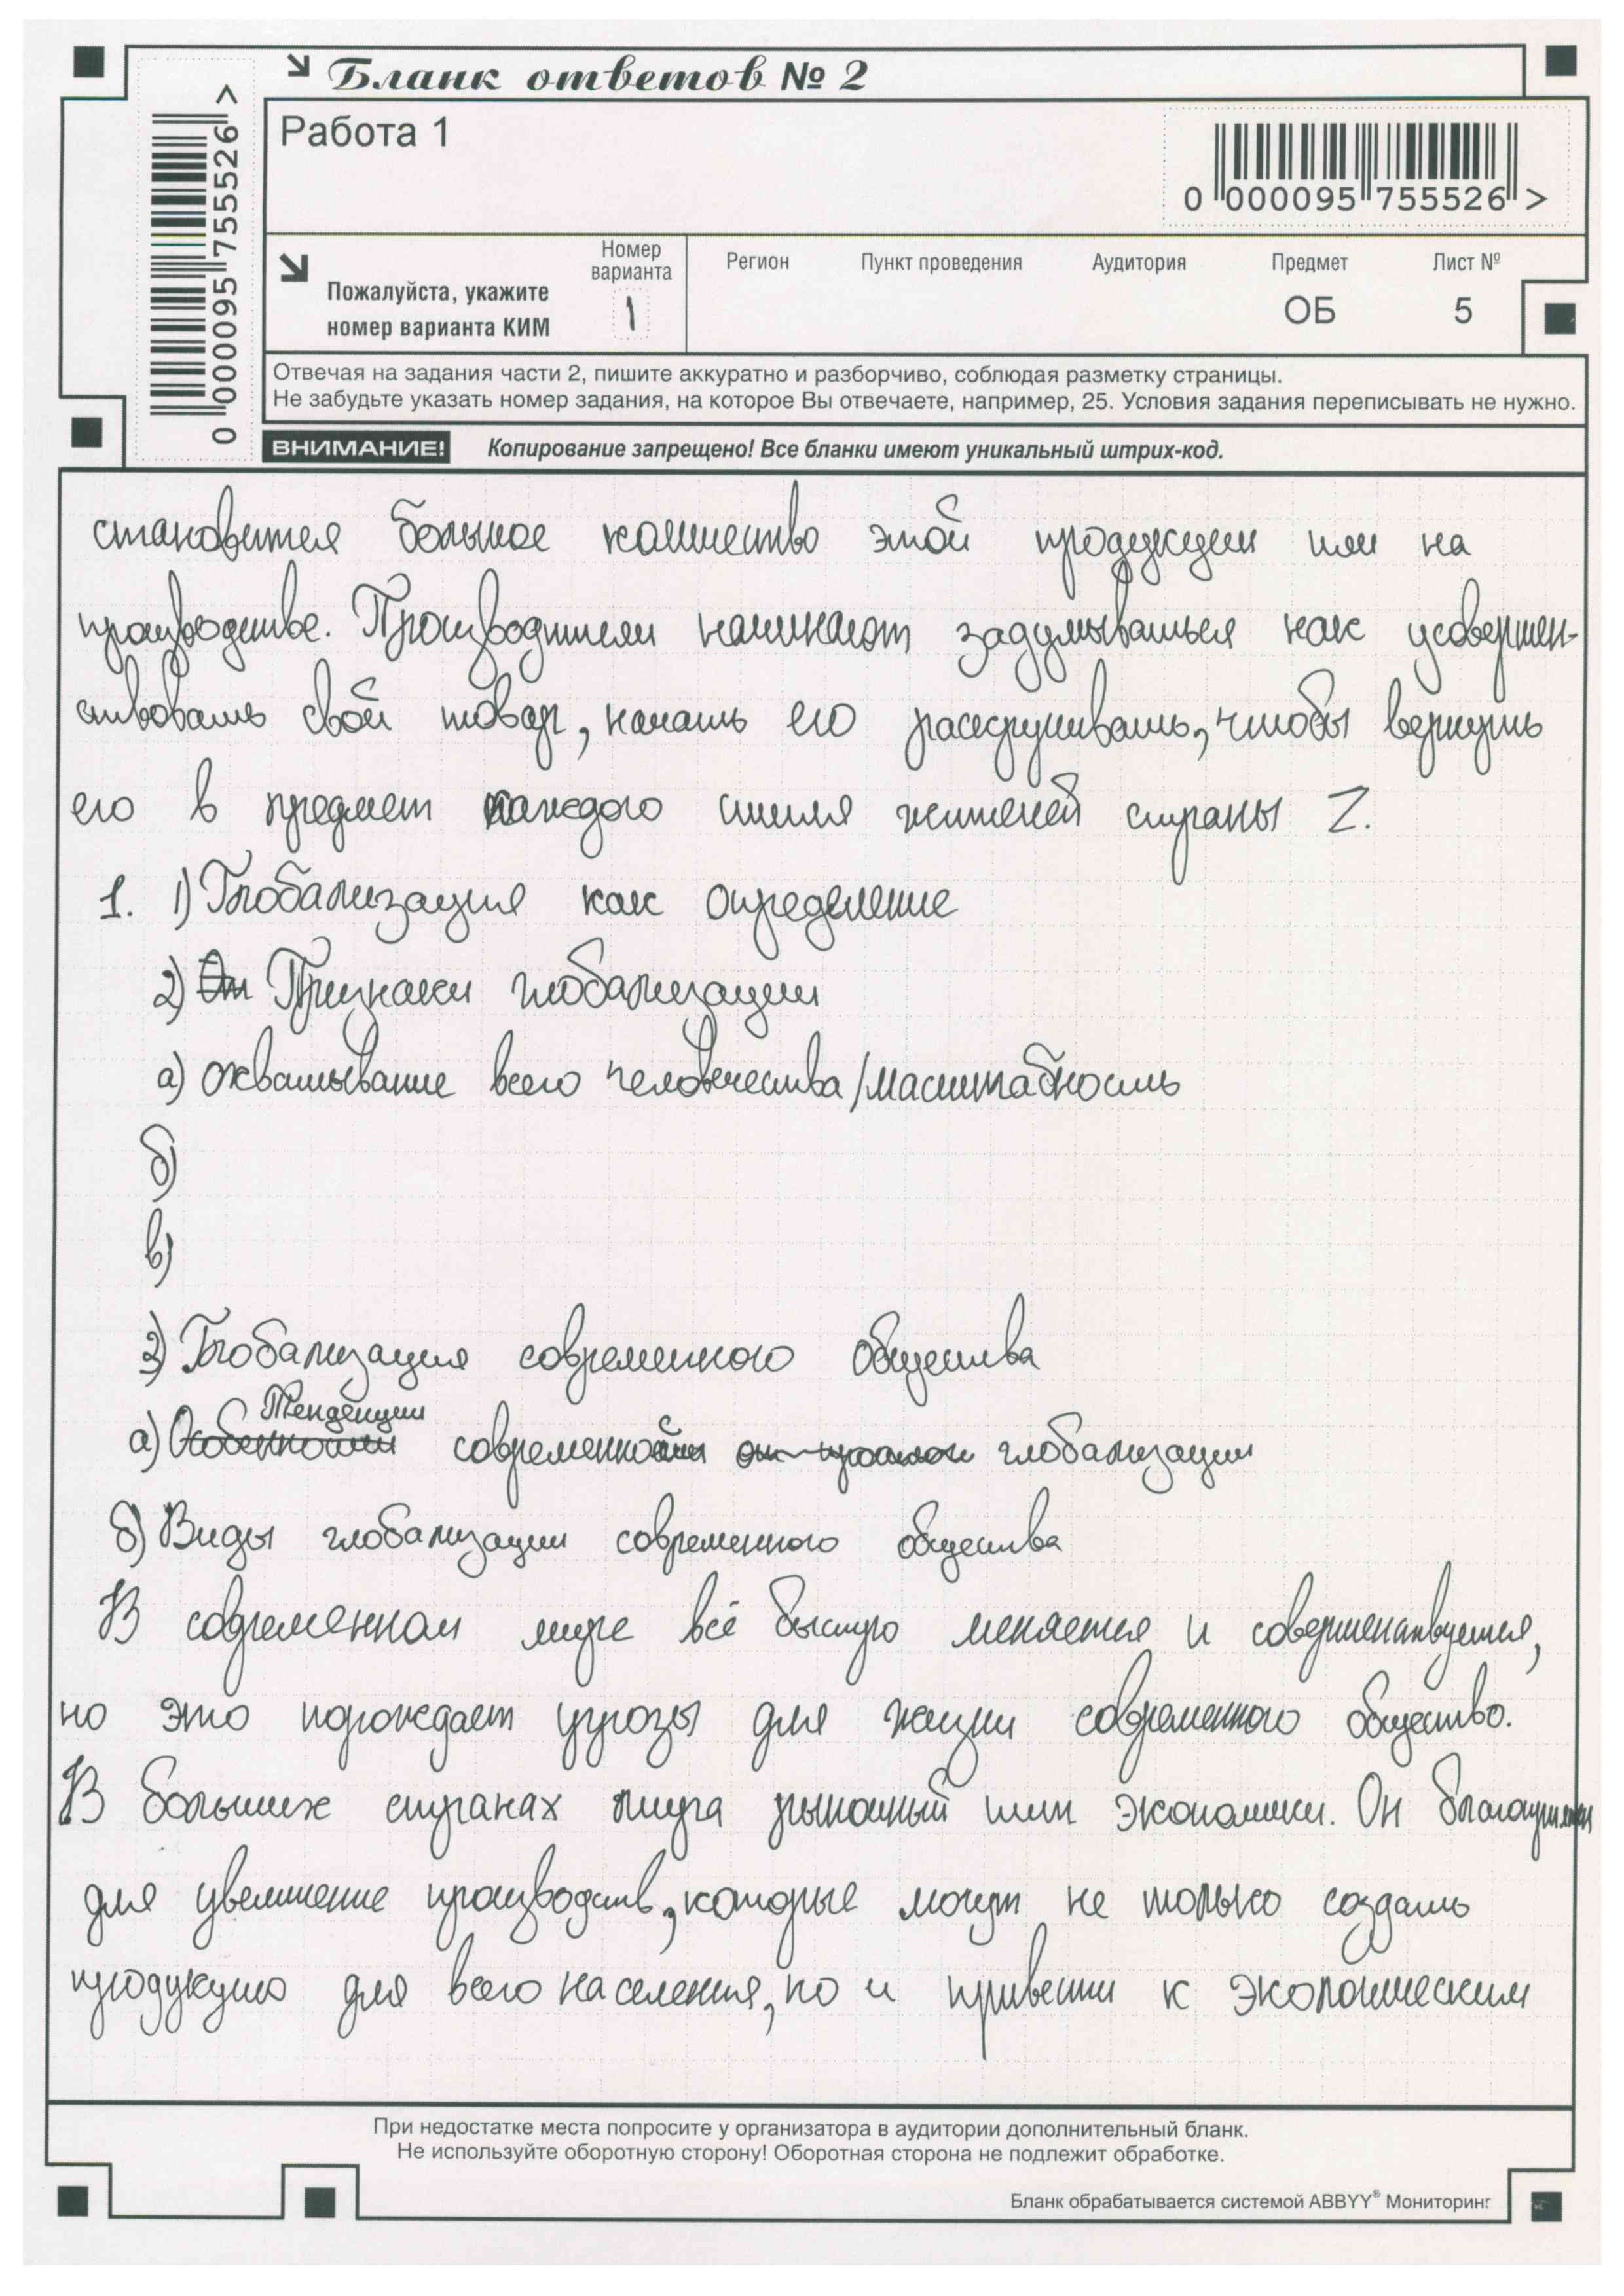 Бланк ответов № 2
Работа 1
0 000095 755526 >
0 000095 755526 >
Пожалуйста, укажите
номер варианта КИМ
Номер
варианта
1
Регион
Пункт проведения
Аудитория
Предмет
ОБ
Лист №
5
Отвечая на задания части 2, пишите аккуратно и разборчиво, соблюдая разметку страницы.
Не забудьте указать номер задания, на которое Вы отвечаете, например, 25. Условия задания переписывать не нужно.
ВНИМАНИЕ! Копирование запрещено! Все бланки имеют уникальный штрих-код.
становится большое количество этой продукции или на
производстве. Производители начинают задумываться как усовершен-
ствовать свой товар, начать его раскручивать, чтобы вернуть
его в предмет каждого стиля жителей страны Z.
1. 1) Глобализация как определение
2) Признаки глобализации
а) охватывание всего человечества/масштабность
б)
в)
3) Глобализация современного общества
а) Тенденции современной глобализации
б) Виды глобализации современного общества
В современном мире всё быстро меняется и совершенствуется,
но это порождает угрозы для жизни современного общество.
В больших странах мира рыночный тип экономики. Он
для увеличение производств, которые могут не только создать
продукцию для всего населения, но и привести к экологическим
При недостатке места попросите у организатора в аудитории дополнительный бланк.
Не используйте оборотную сторону! Оборотная сторона не подлежит обработке.
Бланк обрабатывается системой ABBYY® Мониторинг